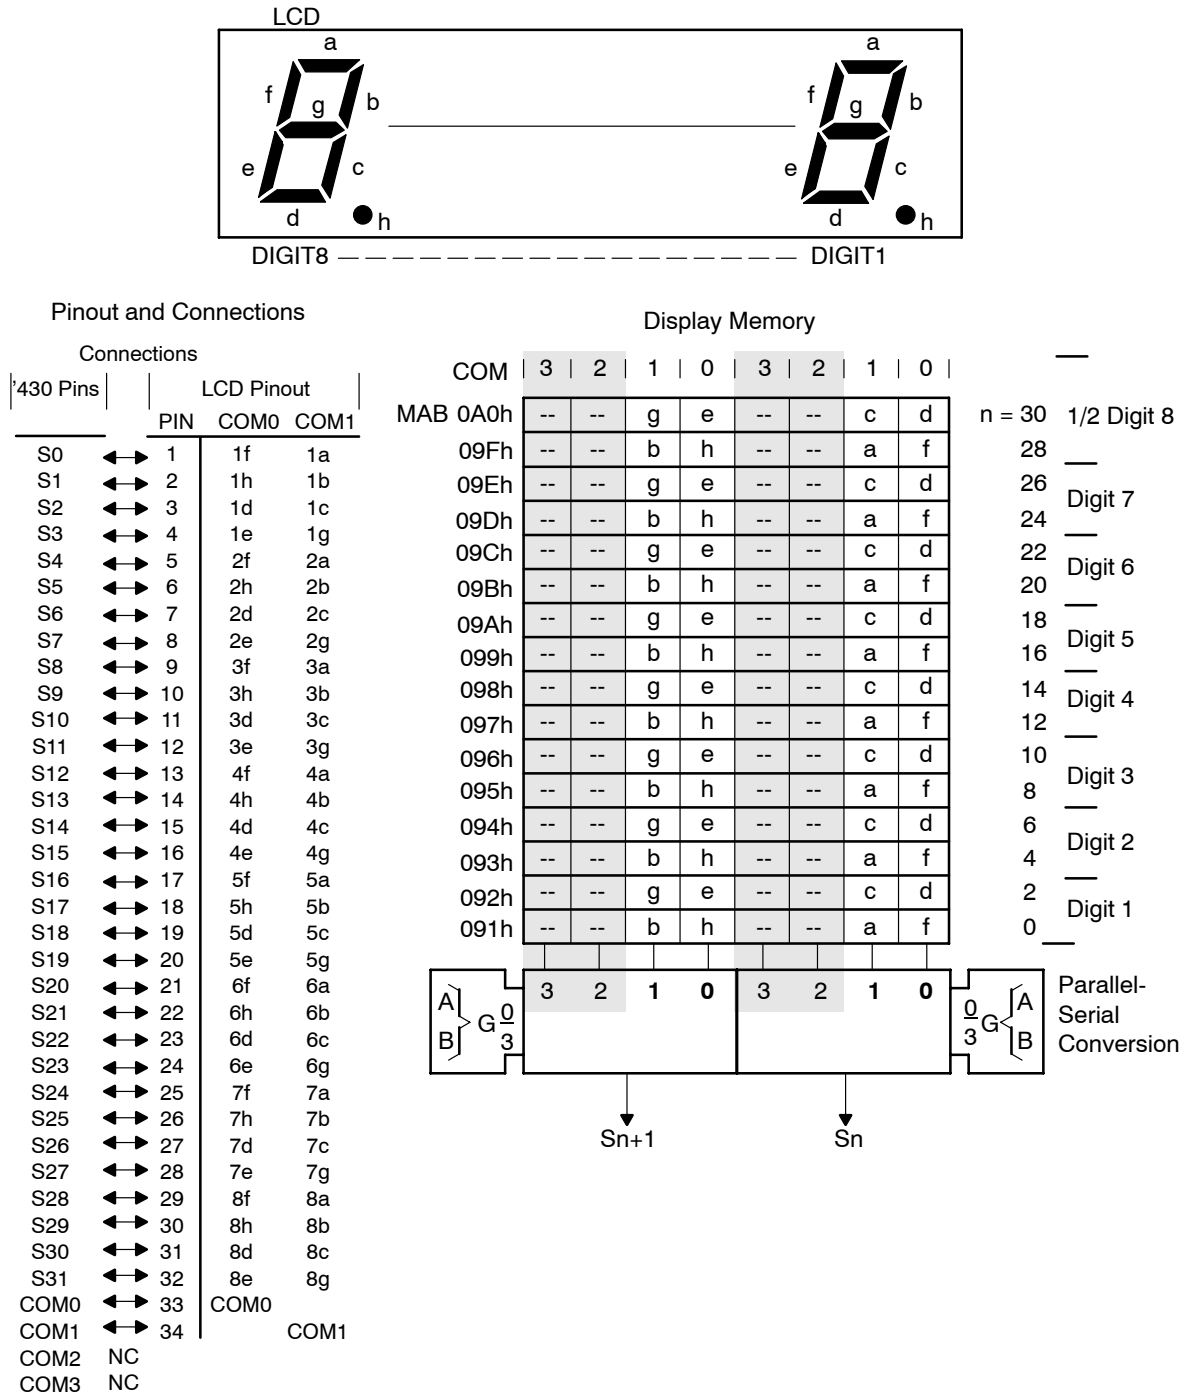 LCD
a
a
f
g
b
f
g
b
e
c
e
c
d
h
d
h
DIGIT8
DIGIT1
Pinout and Connections
Connections
'430 Pins
LCD Pinout
PIN COM0 COM1
S0 1 1f 1a
S1 2 1h 1b
S2 3 1d 1c
S3 4 1e 1g
S4 5 2f 2a
S5 6 2h 2b
S6 7 2d 2c
S7 8 2e 2g
S8 9 3f 3a
S9 10 3h 3b
S10 11 3d 3c
S11 12 3e 3g
S12 13 4f 4a
S13 14 4h 4b
S14 15 4d 4c
S15 16 4e 4g
S16 17 5f 5a
S17 18 5h 5b
S18 19 5d 5c
S19 20 5e 5g
S20 21 6f 6a
S21 22 6h 6b
S22 23 6d 6c
S23 24 6e 6g
S24 25 7f 7a
S25 26 7h 7b
S26 27 7d 7c
S27 28 7e 7g
S28 29 8f 8a
S29 30 8h 8b
S30 31 8d 8c
S31 32 8e 8g
COM0 33 COM0
COM1 34 COM1
COM2 NC
COM3 NC
Display Memory
COM 3 2 1 0 3 2 1 0
MAB 0A0h -- -- g e -- -- c d n = 30 1/2 Digit 8
09Fh -- -- b h -- -- a f 28
09Eh -- -- g e -- -- c d 26
Digit 7
09Dh -- -- b h -- -- a f 24
09Ch -- -- g e -- -- c d 22
Digit 6
09Bh -- -- b h -- -- a f 20
09Ah -- -- g e -- -- c d 18
Digit 5
099h -- -- b h -- -- a f 16
098h -- -- g e -- -- c d 14
Digit 4
097h -- -- b h -- -- a f 12
096h -- -- g e -- -- c d 10
Digit 3
095h -- -- b h -- -- a f 8
094h -- -- g e -- -- c d 6
Digit 2
093h -- -- b h -- -- a f 4
092h -- -- g e -- -- c d 2
Digit 1
091h -- -- b h -- -- a f 0
3 2 1 0 3 2 1 0
A
B
G 0
3
0
3
G
A
B
Parallel-
Serial
Conversion
Sn+1
Sn